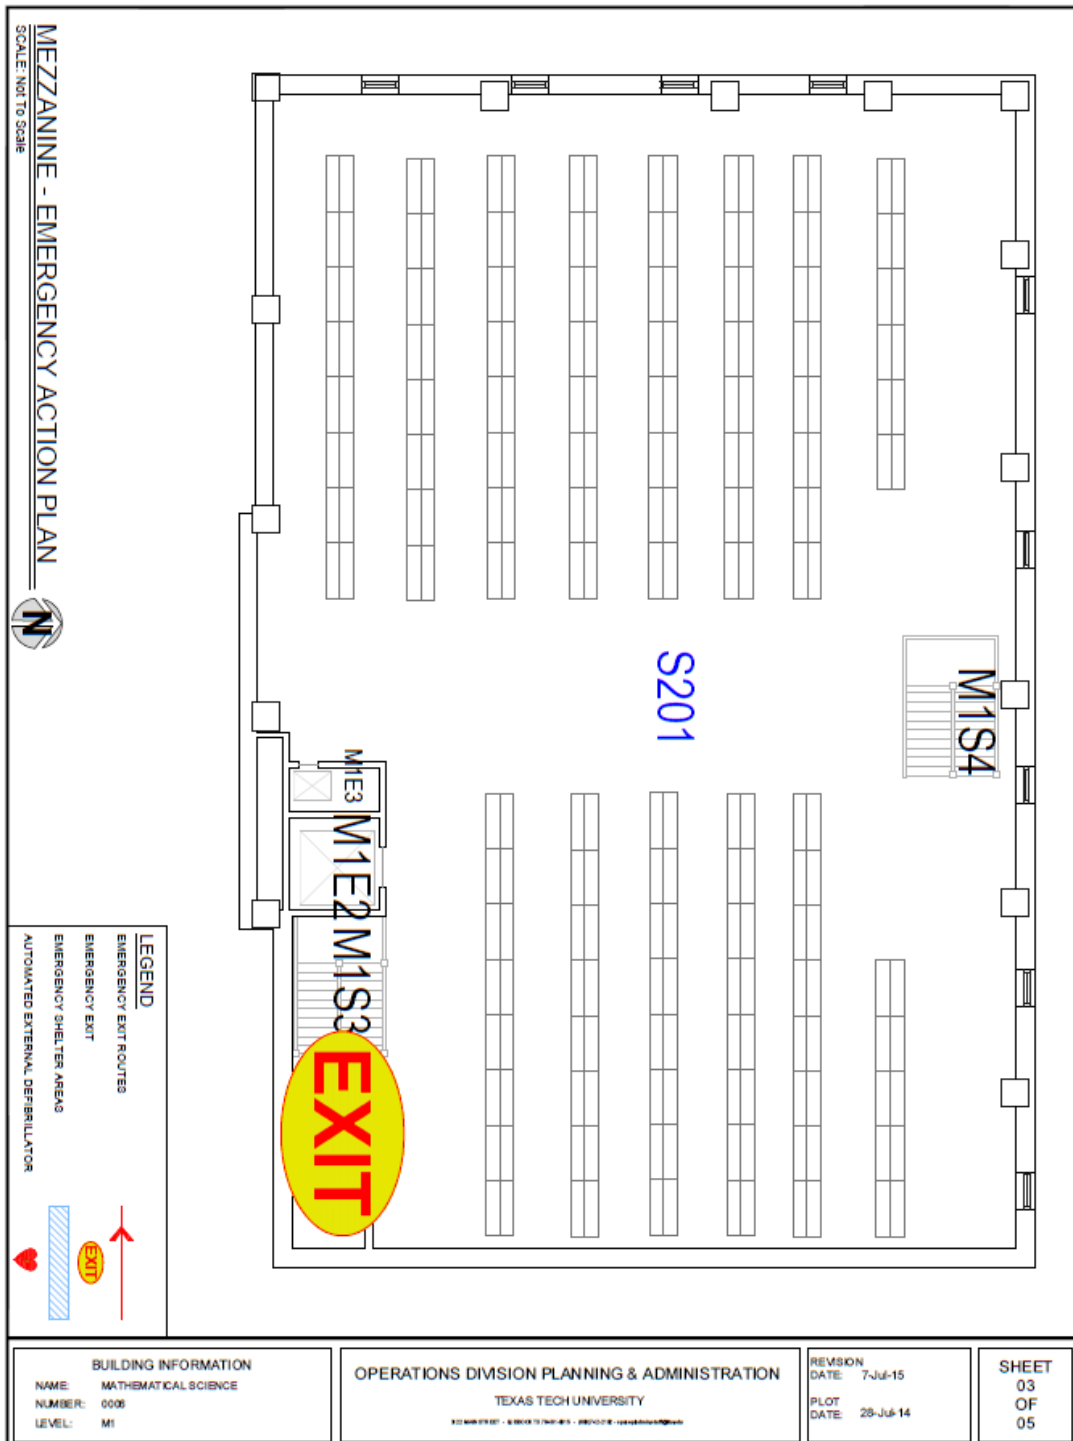 MEZZANINE - EMERGENCY ACTION PLAN
SCALE: Not To Scale
N
S201
M1S4
M1E3
M1E2
M1S3
EXIT
LEGEND
EMERGENCY EXIT ROUTES
EMERGENCY EXIT
EXIT
EMERGENCY SHELTER AREAS
AUTOMATED EXTERNAL DEFIBRILLATOR
BUILDING INFORMATION
NAME: MATHEMATICAL SCIENCE
NUMBER: 0006
LEVEL: M1
OPERATIONS DIVISION PLANNING & ADMINISTRATION
TEXAS TECH UNIVERSITY
REVISION
DATE: 7-Jul-15
PLOT
DATE: 28-Jul-14
SHEET
03
OF
05